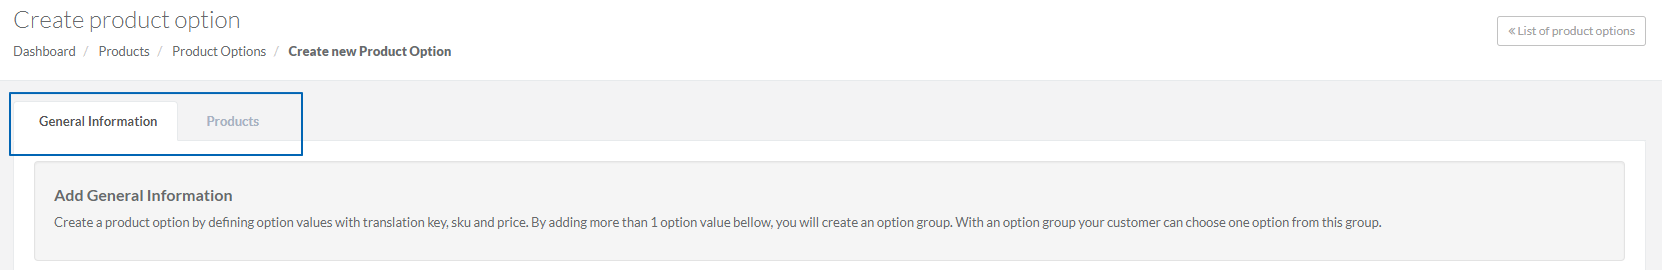 Create product option
Dashboard / Products / Product Options / Create new Product Option
« List of product options
General Information
Products
Add General Information
Create a product option by defining option values with translation key, sku and price. By adding more than 1 option value bellow, you will create an option group. With an option group your customer can choose one option from this group.